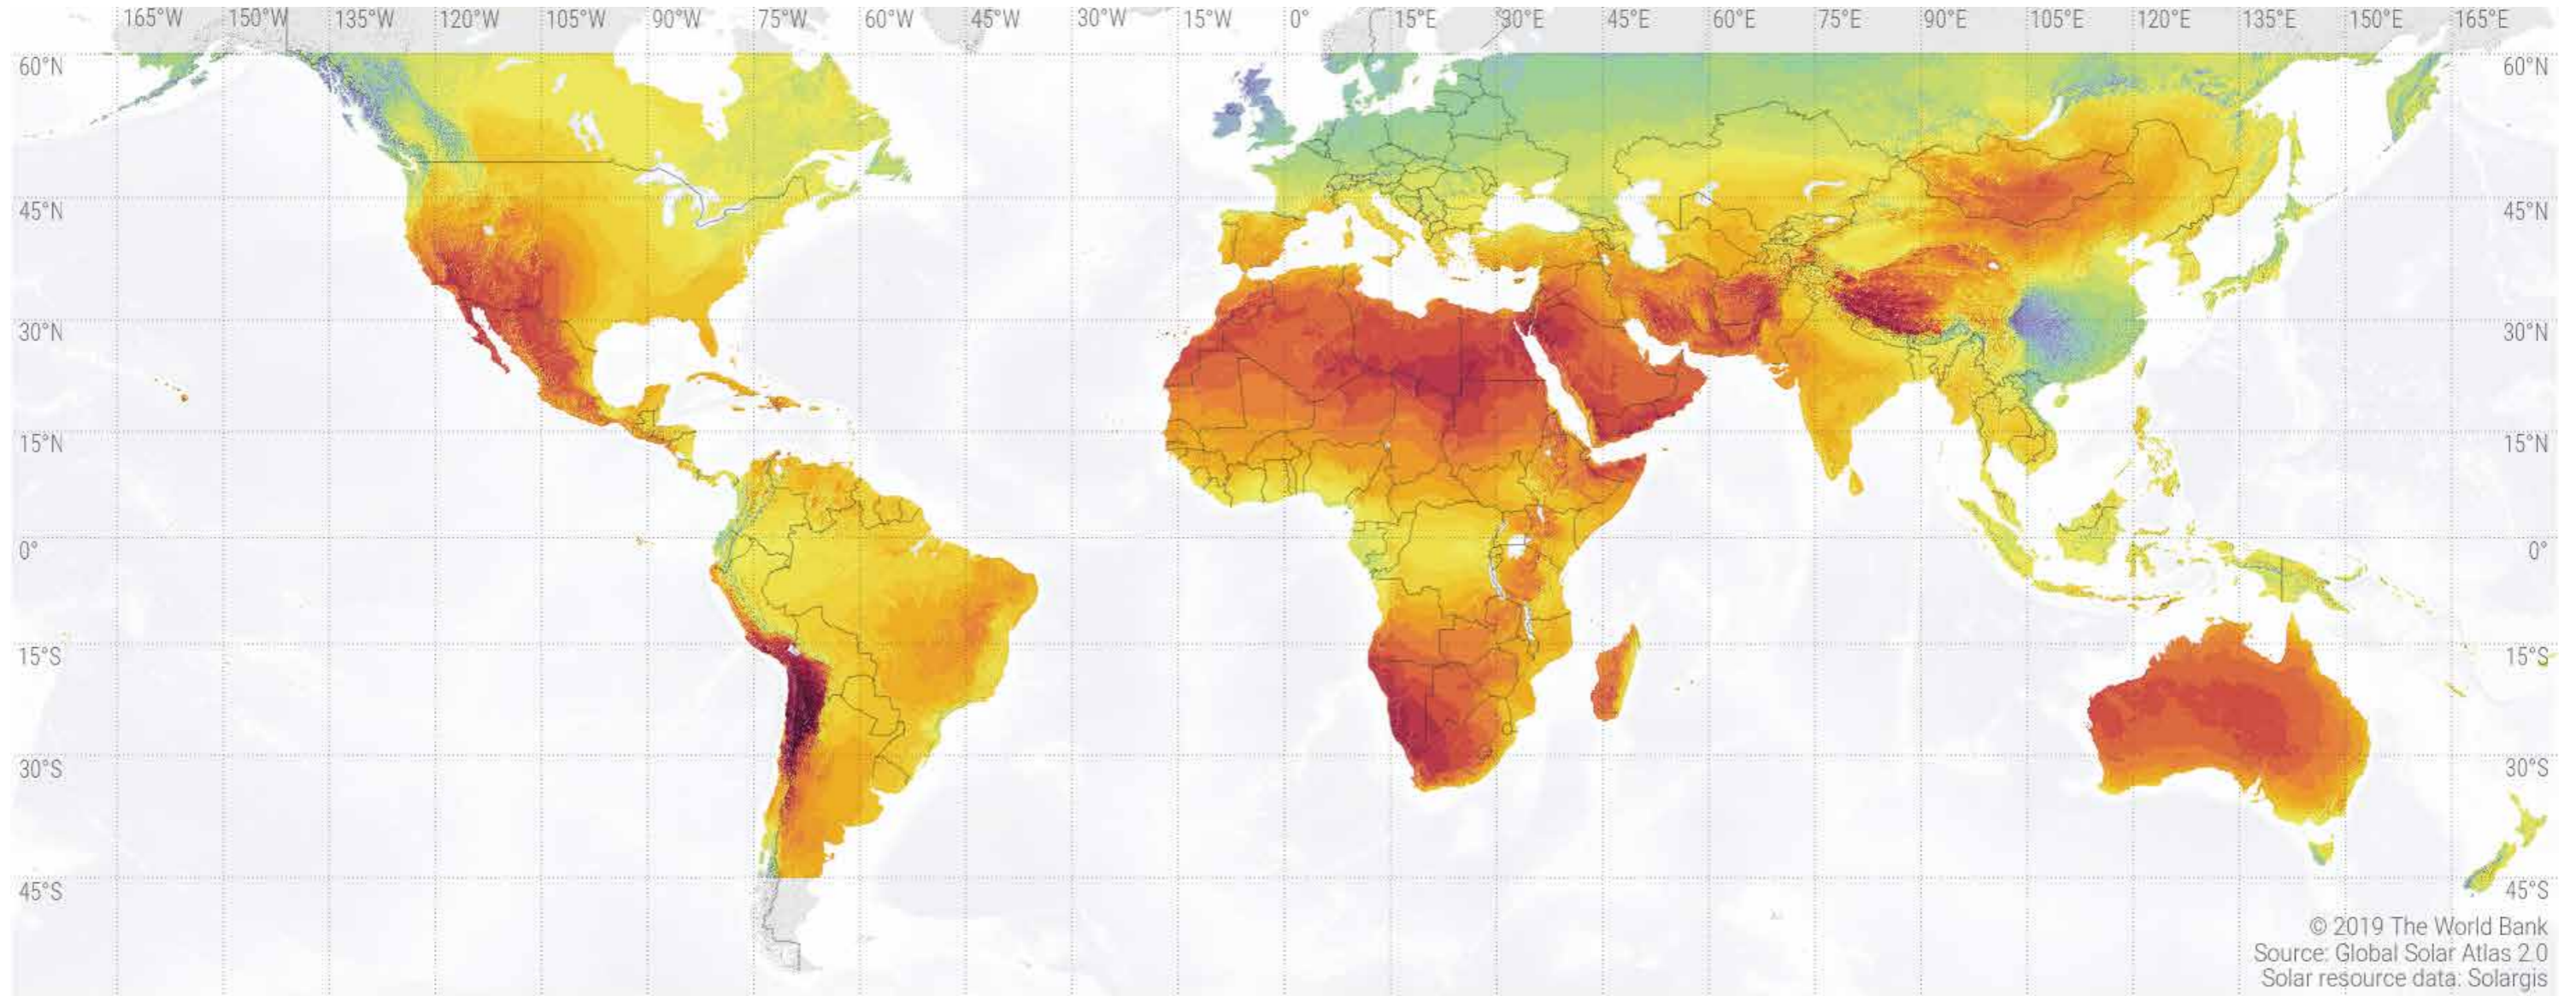 165°W 150°W 135°W 120°W 105°W 90°W 75°W 60°W 45°W 30°W 15°W 0° 15°E 30°E 45°E 60°E 75°E 90°E 105°E 120°E 135°E 150°E 165°E
60°N 60°N
45°N 45°N
30°N 30°N
15°N 15°N
0° 0°
15°S 15°S
30°S 30°S
45°S 45°S
© 2019 The World Bank
Source: Global Solar Atlas 2.0
Solar resource data: Solargis